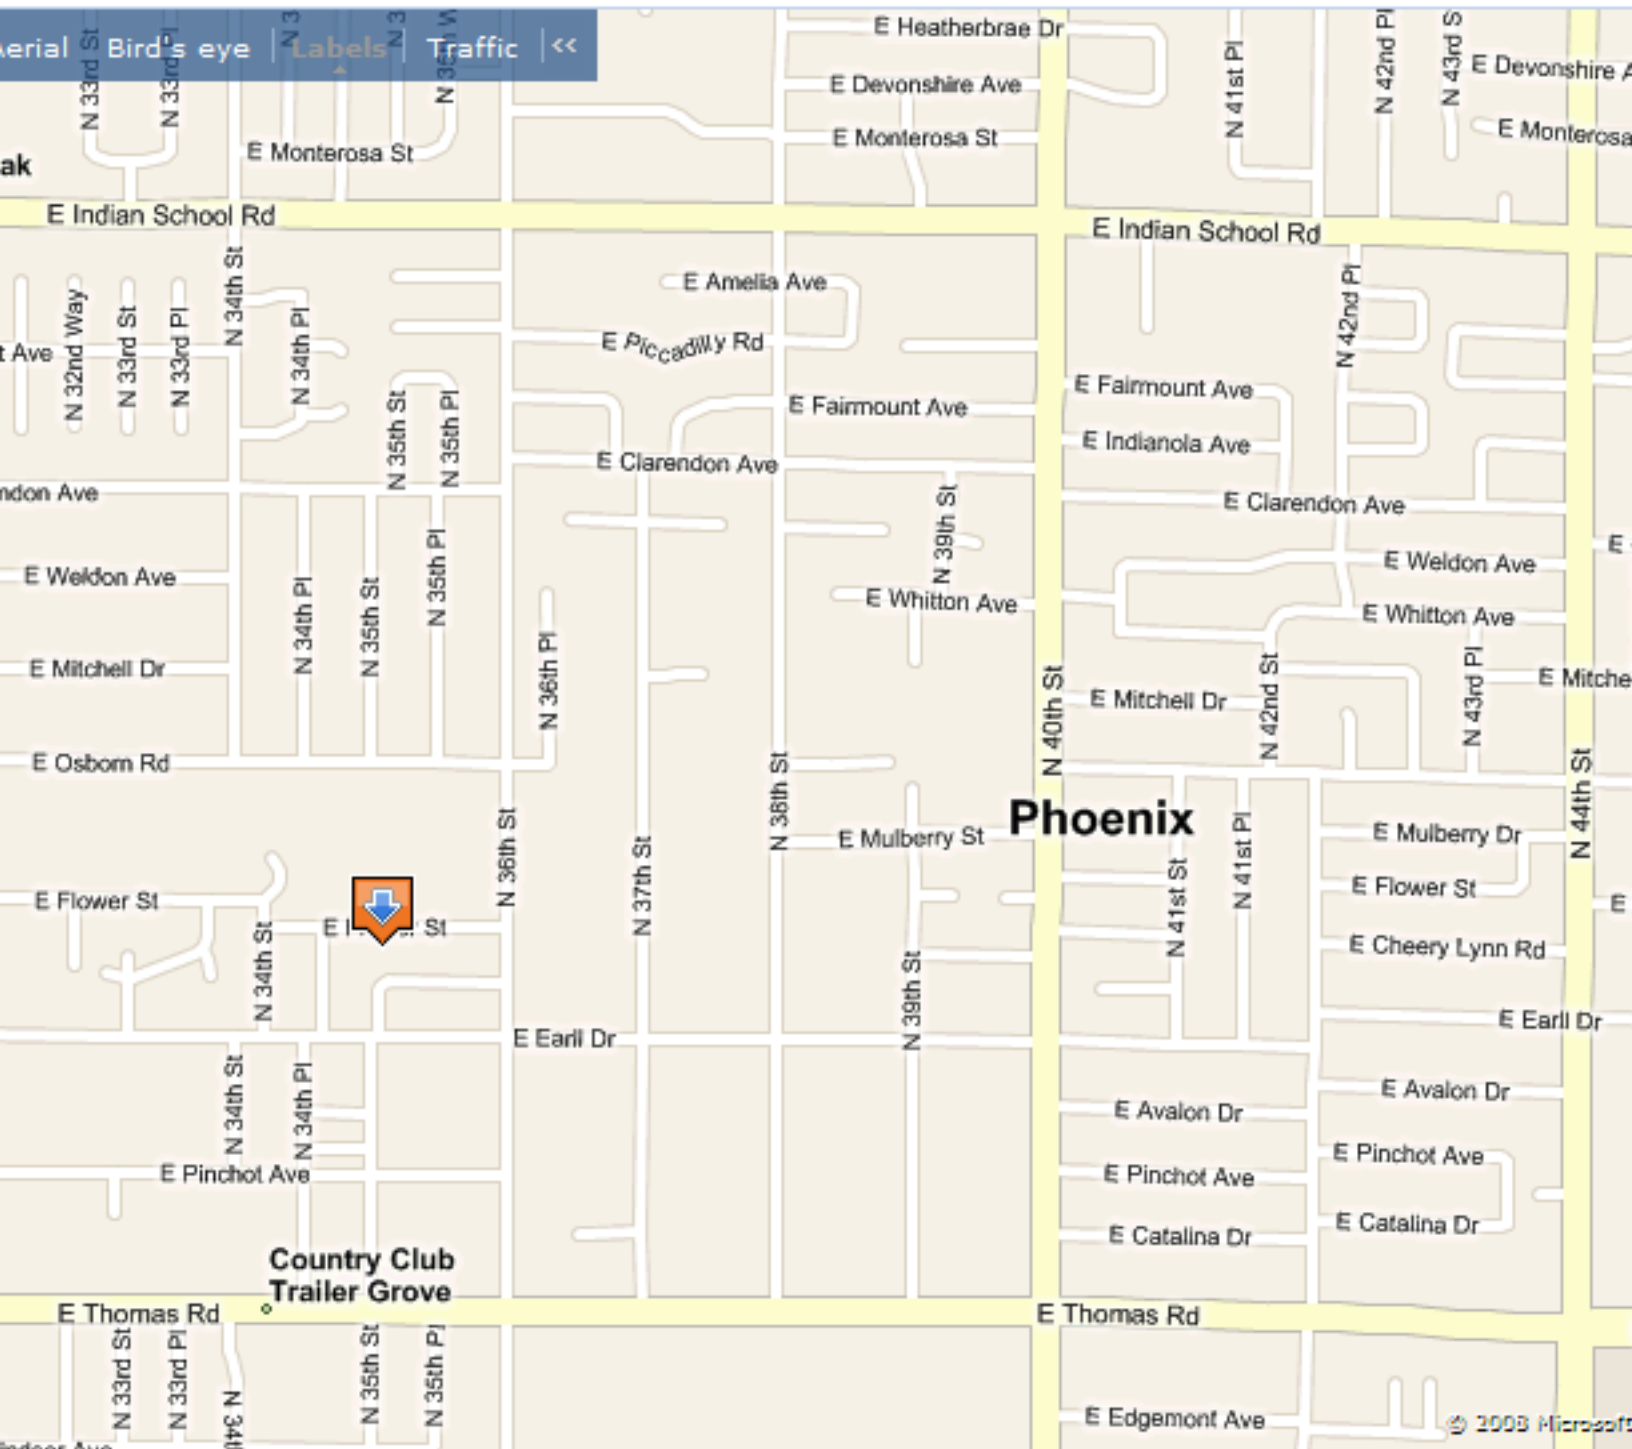 Bird's eye
Labels
Traffic
<<
N 33rd St
N 33rd Pl
E Heatherbrae Dr
E Devonshire Ave
E Monterosa St
N 41st Pl
N 42nd Pl
N 43rd S
E Devonshire A
E Monterosa
E Monterosa St
ak
E Indian School Rd
E Indian School Rd
N 34th St
E Amelia Ave
N 42nd Pl
N 32nd Way
N 33rd St
N 33rd Pl
N 34th Pl
E Piccadilly Rd
t Ave
E Fairmount Ave
E Fairmount Ave
N 35th St
N 35th Pl
E Indianola Ave
E Clarendon Ave
ndon Ave
E Clarendon Ave
N 39th St
E
E Weldon Ave
E Weldon Ave
N 34th Pl
N 35th St
N 35th Pl
E Whitton Ave
E Whitton Ave
E Mitchell Dr
N 36th Pl
N 40th St
E Mitchell Dr
N 42nd St
N 43rd Pl
E Mitche
E Osborn Rd
N 38th St
N 44th St
Phoenix
N 36th St
N 37th St
E Mulberry St
N 41st St
N 41st Pl
E Mulberry Dr
E Flower St
E Flower St
E
St
N 34th St
N 39th St
E Cheery Lynn Rd
E Earll Dr
E Earll Dr
N 34th St
N 34th Pl
E Avalon Dr
E Avalon Dr
E Pinchot Ave
E Pinchot Ave
E Pinchot Ave
E Catalina Dr
E Catalina Dr
Country Club
Trailer Grove
E Thomas Rd
E Thomas Rd
N 33rd St
N 33rd Pl
N 34t
N 35th St
N 35th Pl
E Edgemont Ave
© 2008 Microsoft